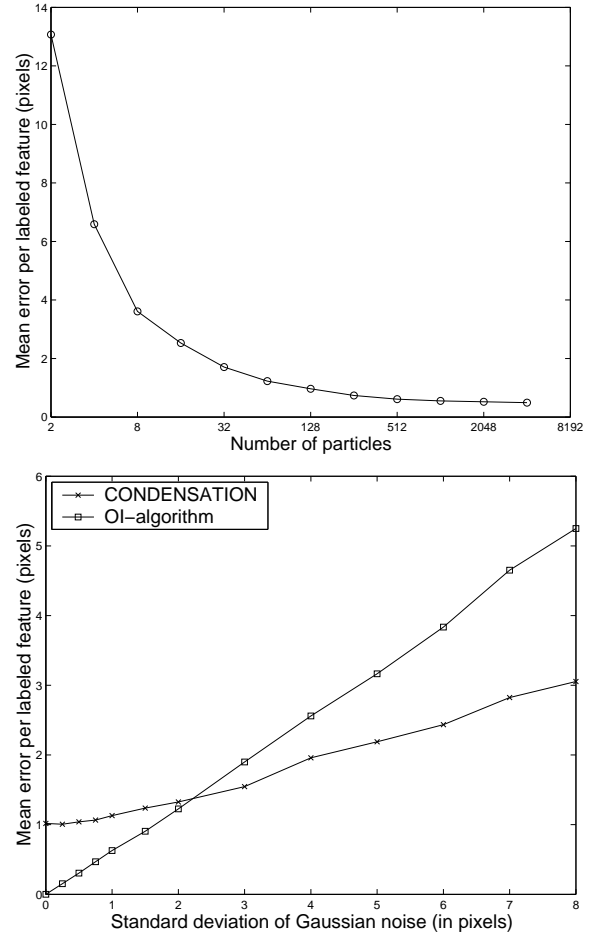 14
12
10
8
6
4
2
0
Mean error per labeled feature (pixels)
2 8 32 128 512 2048 8192
Number of particles
6
5
4
3
2
1
0
Mean error per labeled feature (pixels)
CONDENSATION
OI-algorithm
0 1 2 3 4 5 6 7 8
Standard deviation of Gaussian noise (in pixels)